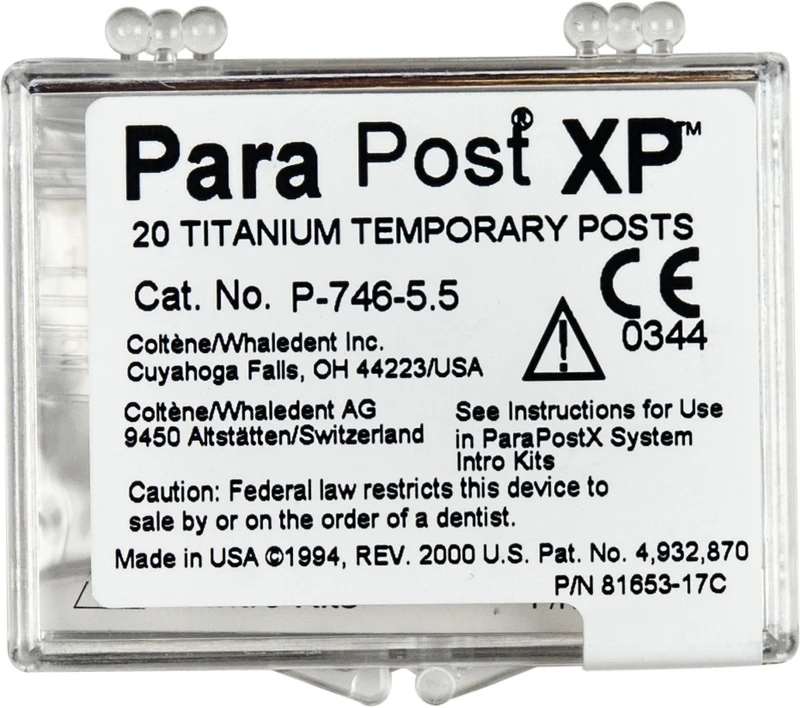 Para Post® XP™
20 TITANIUM TEMPORARY POSTS
Cat. No. P-746-5.5
CE
0344
Coltène/Whaledent Inc.
Cuyahoga Falls, OH 44223/USA
Coltène/Whaledent AG
9450 Altstätten/Switzerland
See Instructions for Use
in ParaPostX System
Intro Kits
Caution: Federal law restricts this device to
sale by or on the order of a dentist.
Made in USA ©1994, REV. 2000 U.S. Pat. No. 4,932,870
P/N 81653-17C